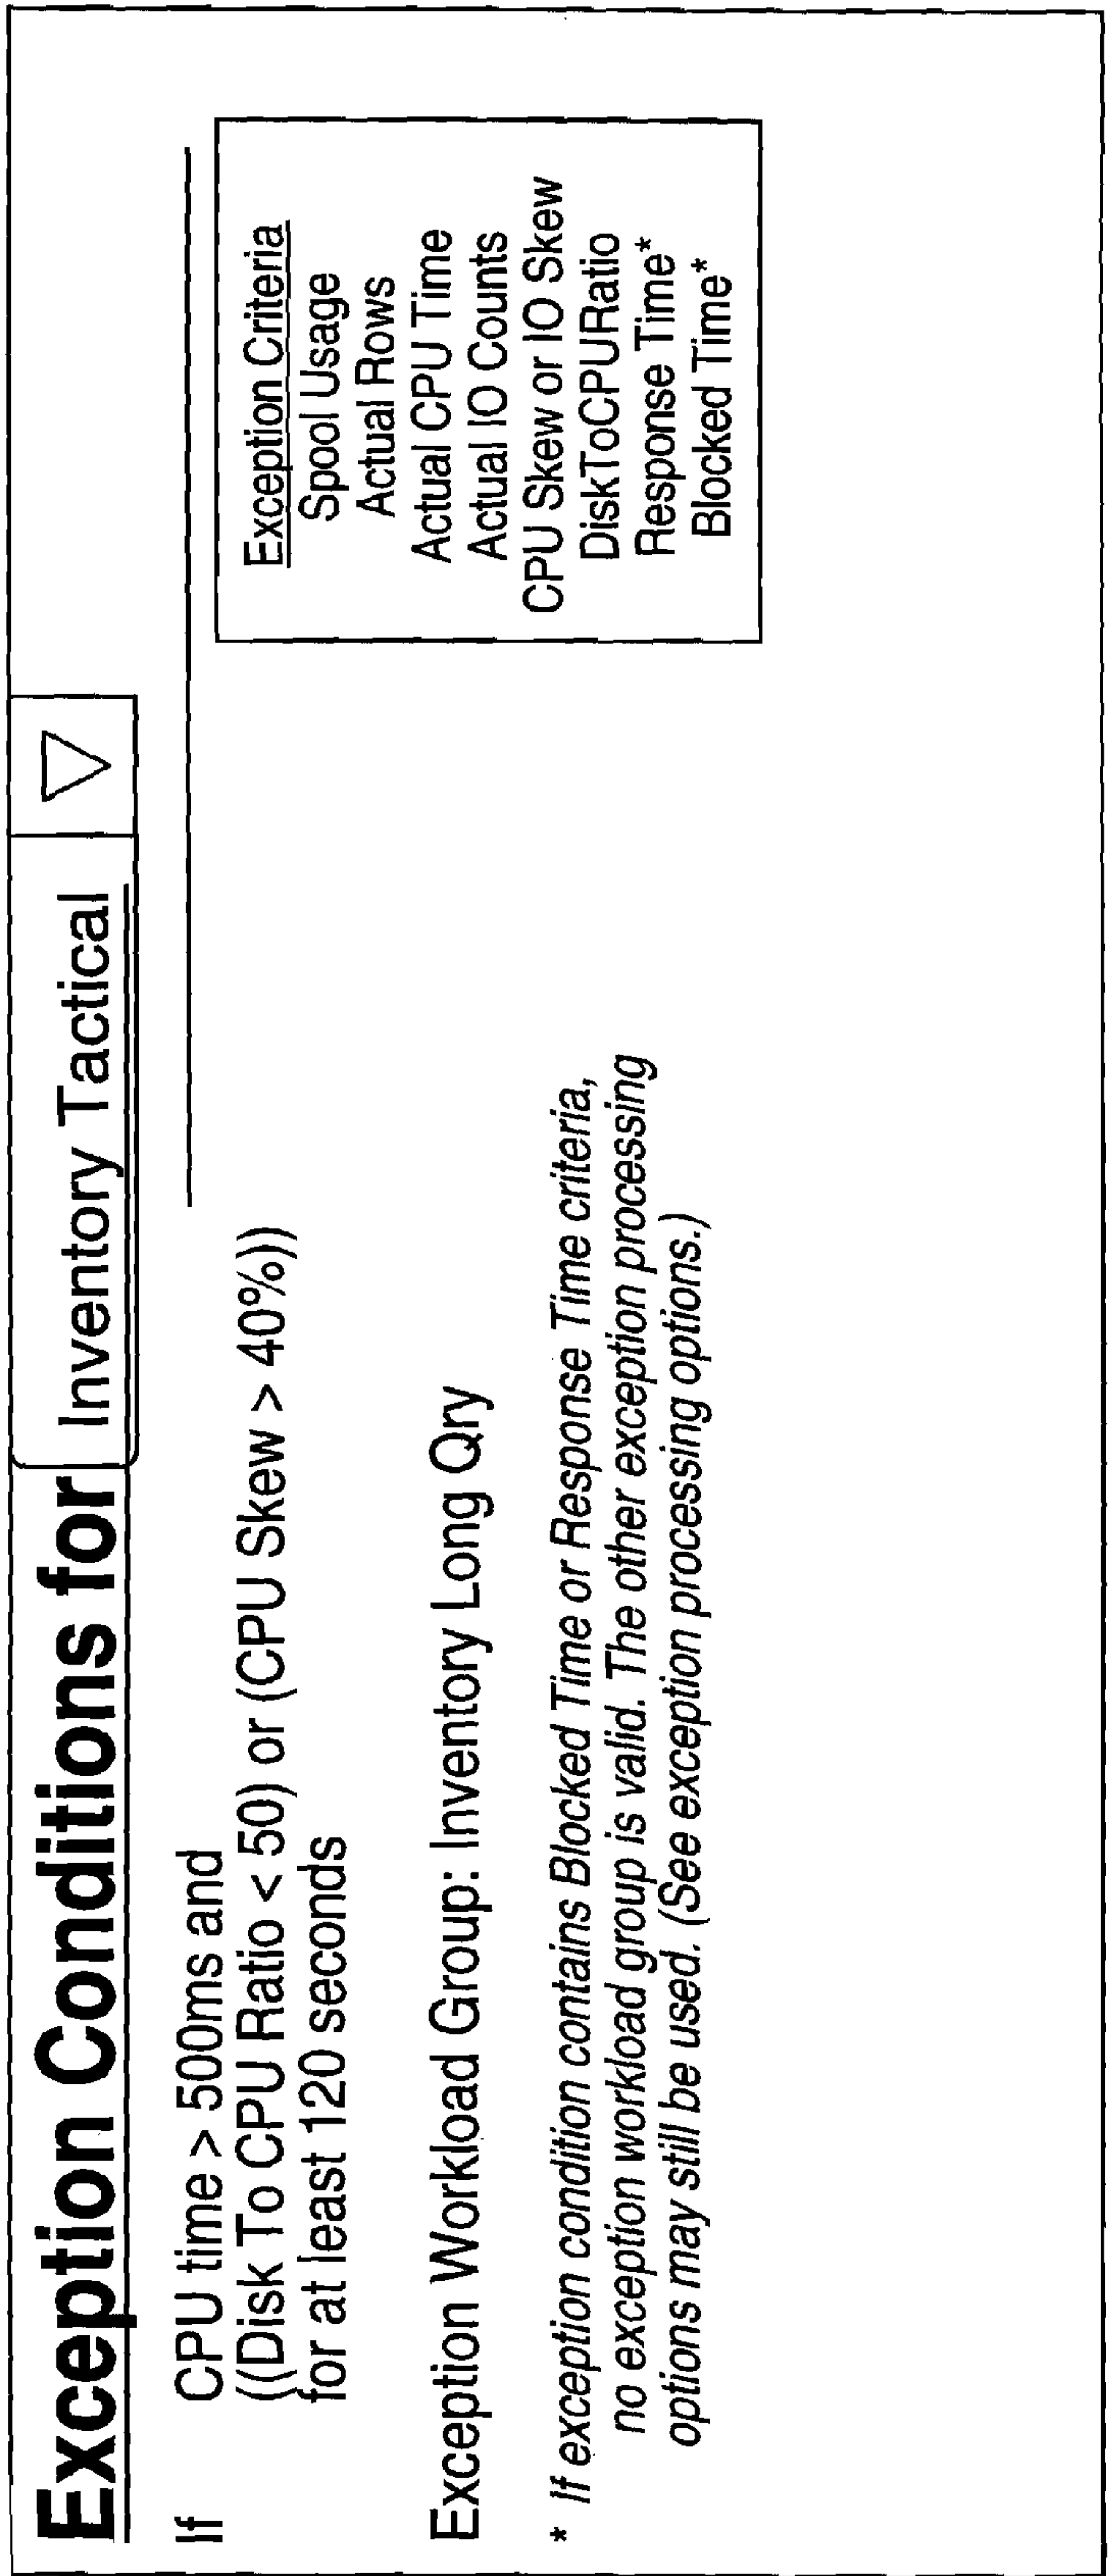 Exception Conditions for Inventory Tactical
If CPU time > 500ms and
((Disk To CPU Ratio < 50) or (CPU Skew > 40%))
for at least 120 seconds
Exception Workload Group: Inventory Long Qry
* If exception condition contains Blocked Time or Response Time criteria,
no exception workload group is valid. The other exception processing
options may still be used. (See exception processing options.)
Exception Criteria
Spool Usage
Actual Rows
Actual CPU Time
Actual IO Counts
CPU Skew or IO Skew
DiskToCPURatio
Response Time*
Blocked Time*